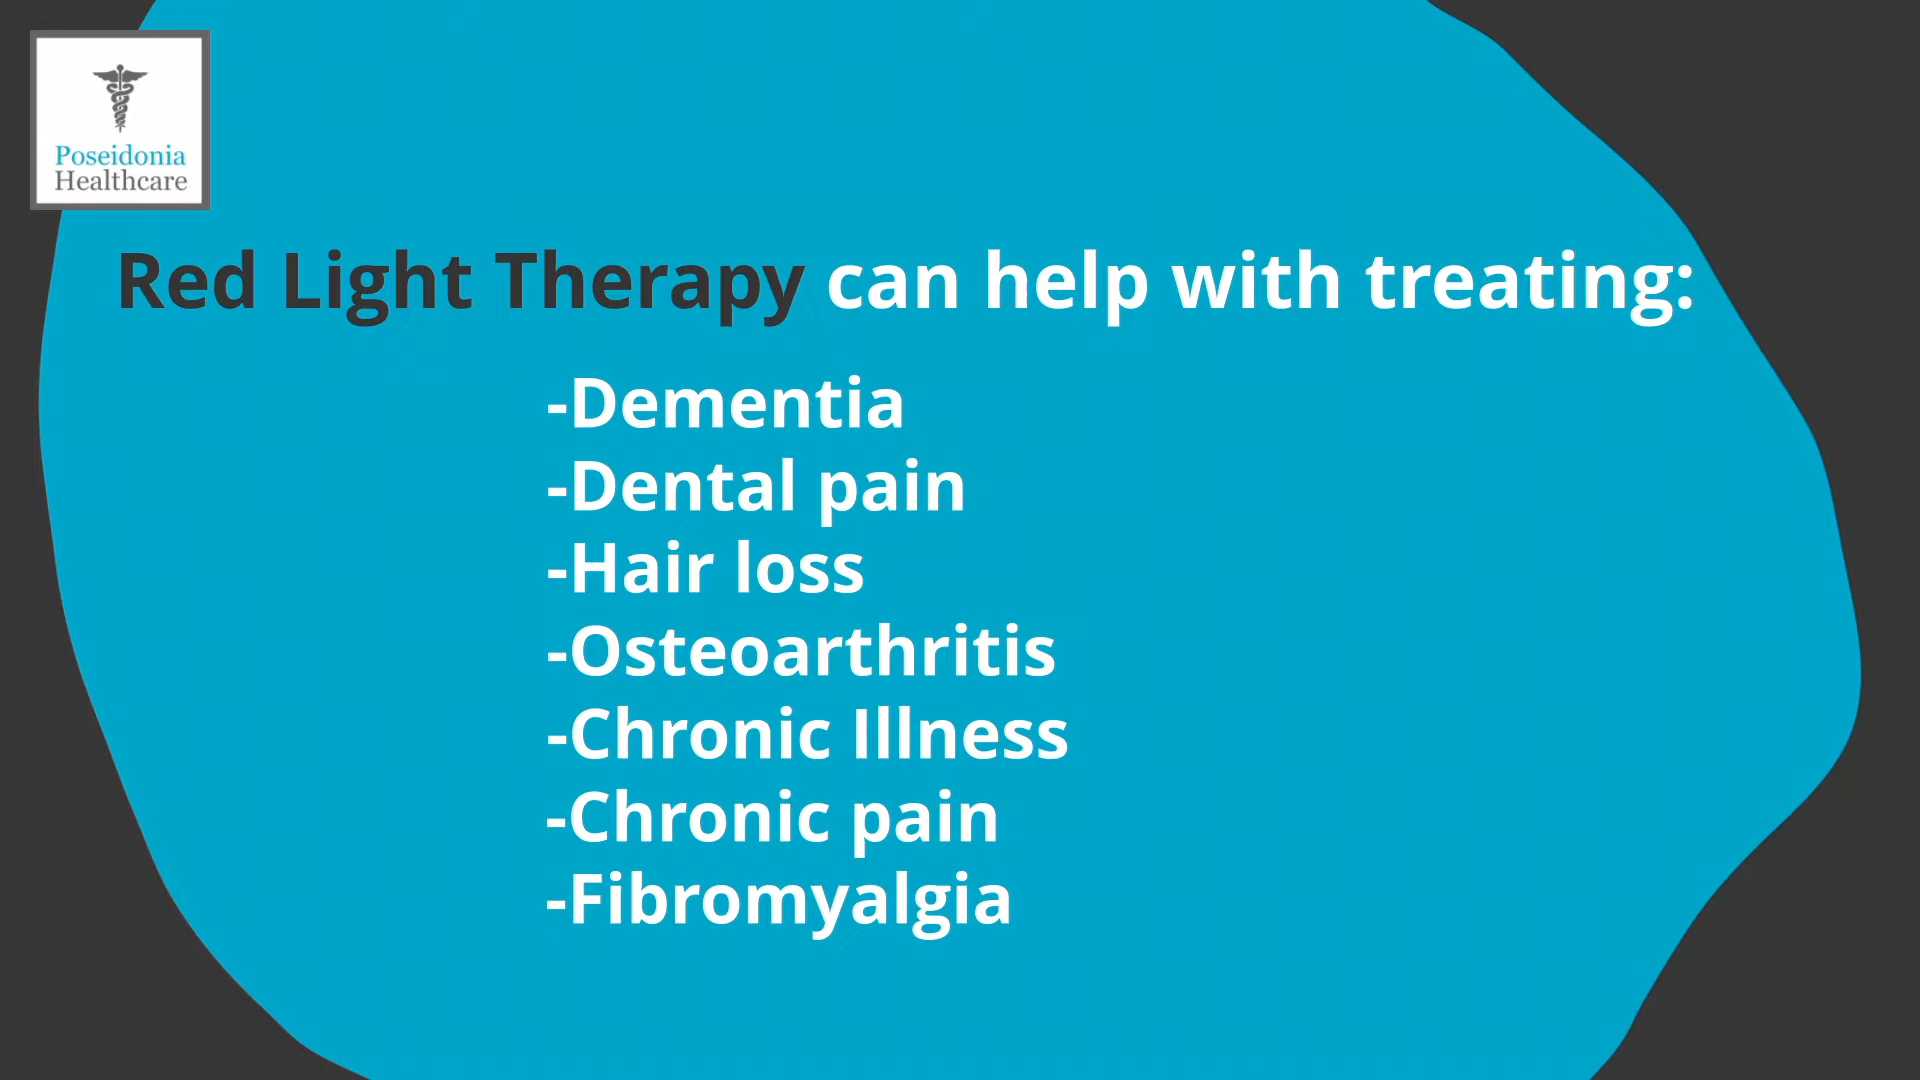 Poseidonia
Healthcare
Red Light Therapy can help with treating:
-Dementia
-Dental pain
-Hair loss
-Osteoarthritis
-Chronic Illness
-Chronic pain
-Fibromyalgia